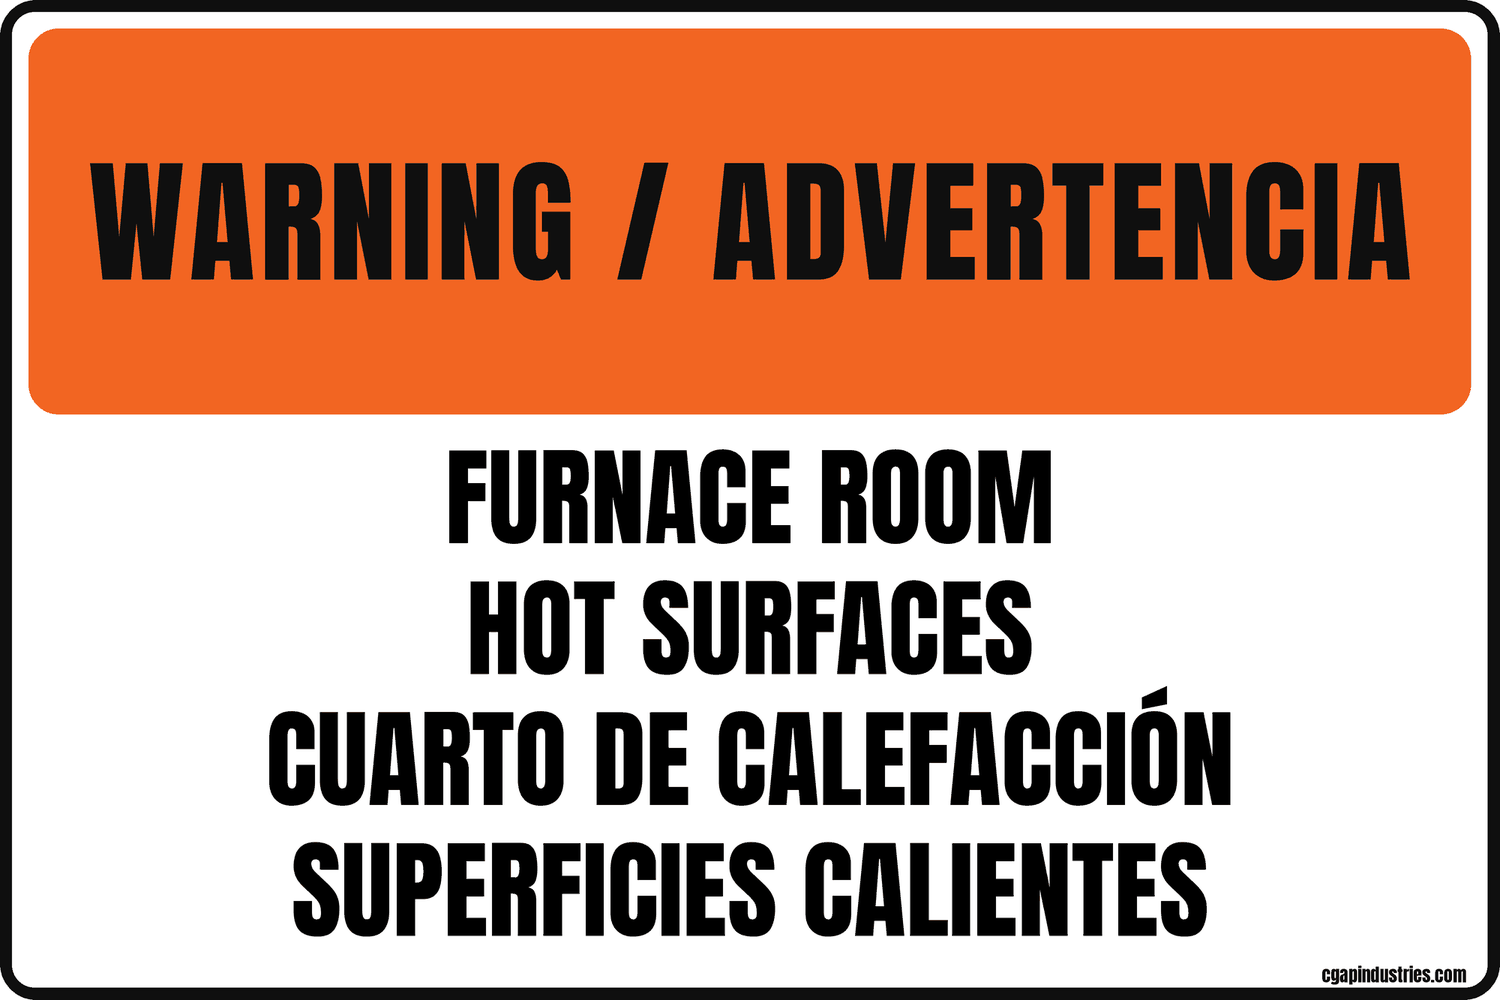 WARNING / ADVERTENCIA
FURNACE ROOM
HOT SURFACES
CUARTO DE CALEFACCIÓN
SUPERFICIES CALIENTES
cgapindustries.com